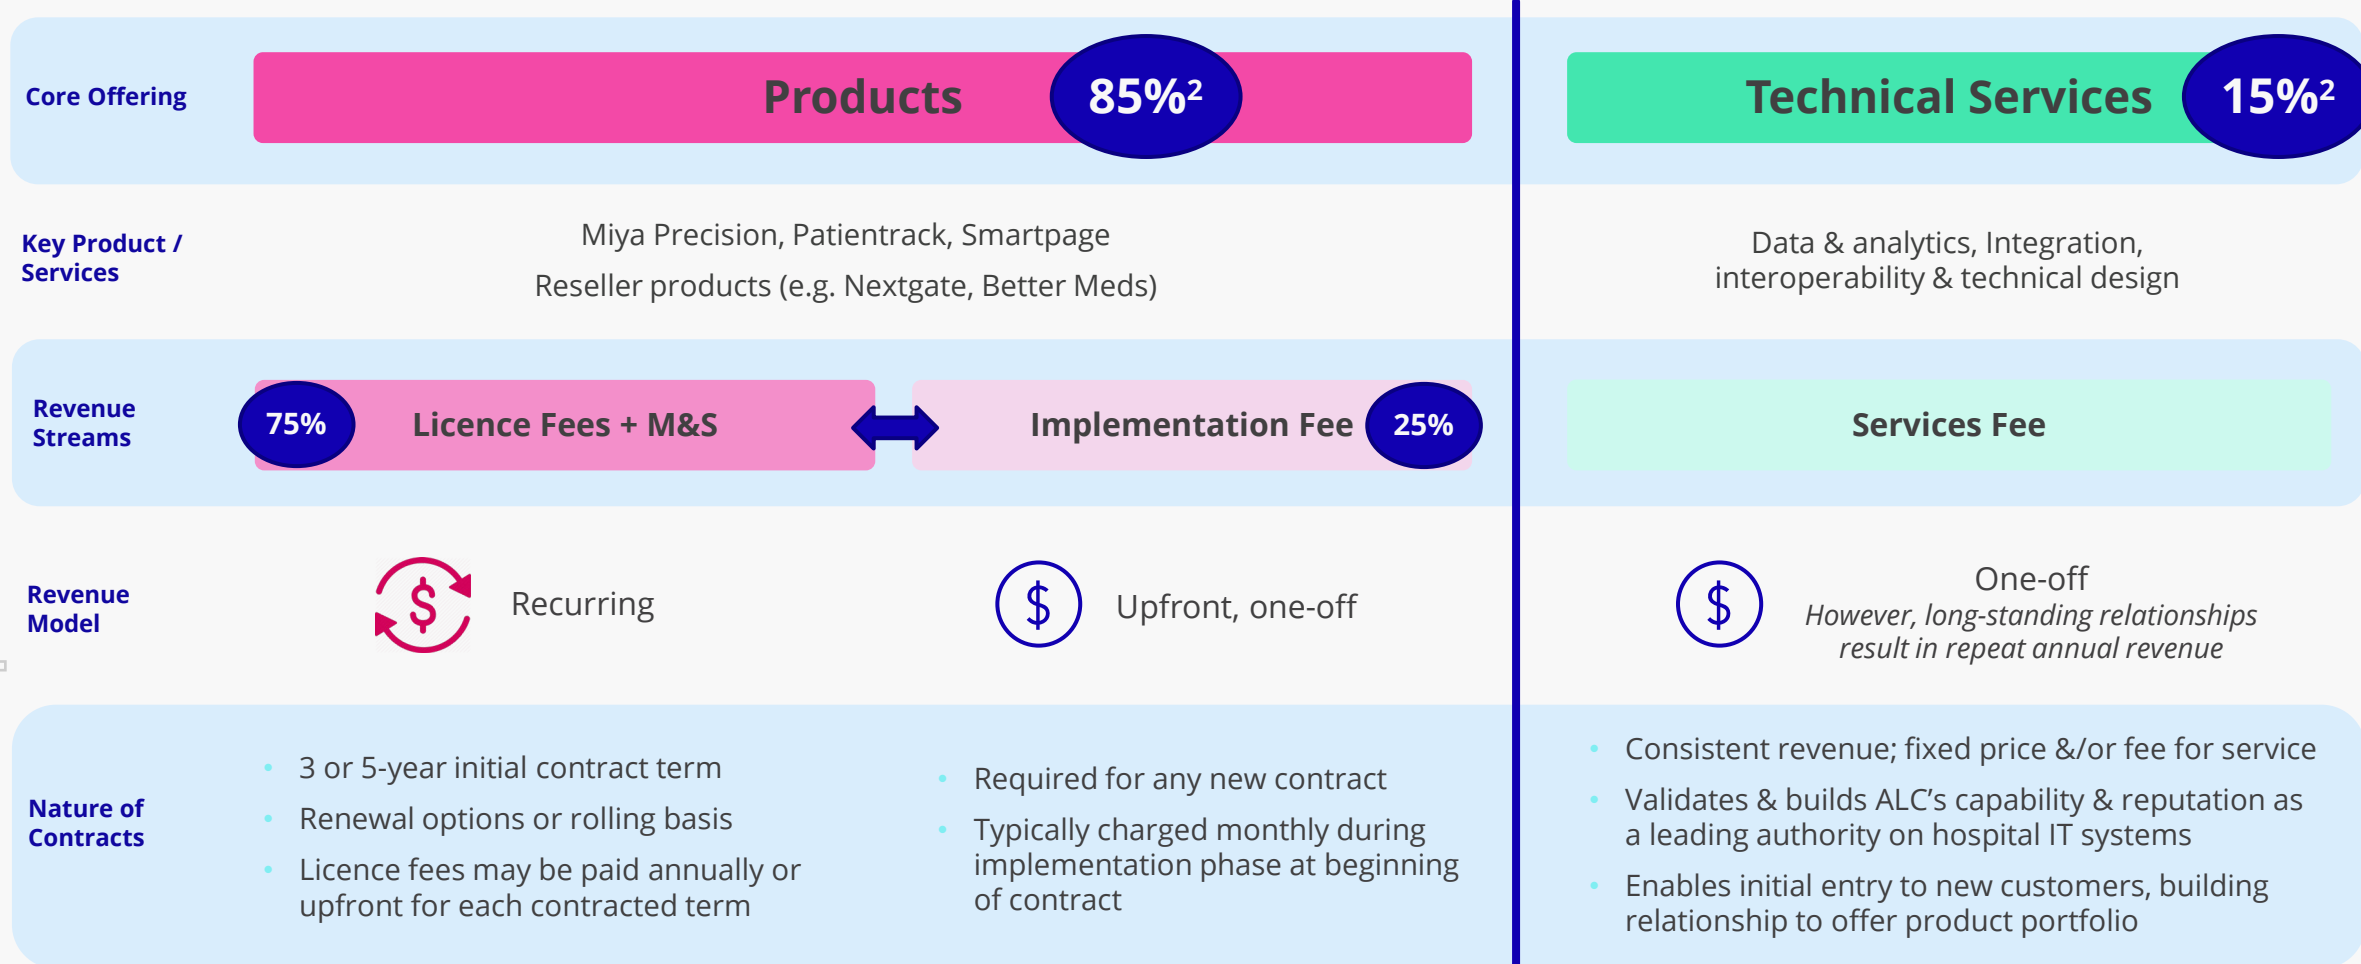 Core Offering
Products
85%²
Technical Services
15%²
Key Product /
Services
Miya Precision, Patientrack, Smartpage
Reseller products (e.g. Nextgate, Better Meds)
Data & analytics, Integration,
interoperability & technical design
Revenue
Streams
75%
Licence Fees + M&S
Implementation Fee
25%
Services Fee
Revenue
Model
$
Recurring
$
Upfront, one-off
$
One-off
However, long-standing relationships
result in repeat annual revenue
Nature of
Contracts
• 3 or 5-year initial contract term
• Renewal options or rolling basis
• Licence fees may be paid annually or
upfront for each contracted term
• Required for any new contract
• Typically charged monthly during
implementation phase at beginning
of contract
• Consistent revenue; fixed price &/or fee for service
• Validates & builds ALC’s capability & reputation as
a leading authority on hospital IT systems
• Enables initial entry to new customers, building
relationship to offer product portfolio